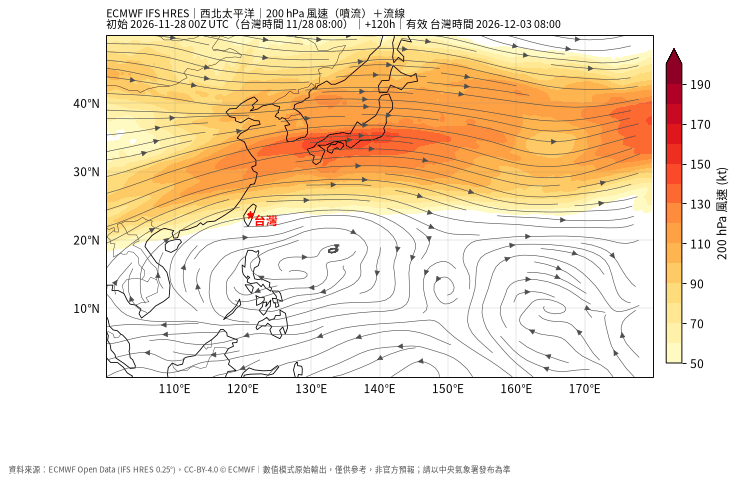 ECMWF IFS HRES｜西北太平洋｜200 hPa 風速（噴流）＋流線
初始 2026-11-28 00Z UTC（台灣時間 11/28 08:00）｜+120h｜有效 台灣時間 2026-12-03 08:00
40°N
30°N
20°N
10°N
台灣
110°E 120°E 130°E 140°E 150°E 160°E 170°E
190
170
150
130
110
90
70
50
200 hPa 風速 (kt)
資料來源：ECMWF Open Data (IFS HRES 0.25°)，CC-BY-4.0 © ECMWF｜數值模式原始輸出，僅供參考，非官方預報；請以中央氣象署發布為準